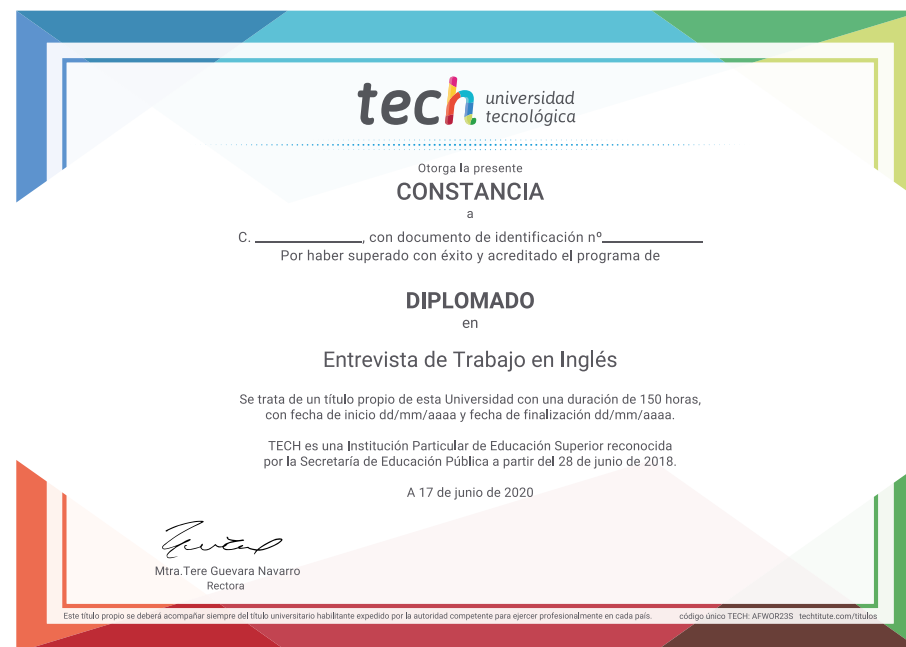 tech universidad
tecnológica
Otorga la presente
CONSTANCIA
a
C. ____________, con documento de identificación nº____________
Por haber superado con éxito y acreditado el programa de
DIPLOMADO
en
Entrevista de Trabajo en Inglés
Se trata de un título propio de esta Universidad con una duración de 150 horas,
con fecha de inicio dd/mm/aaaa y fecha de finalización dd/mm/aaaa.
TECH es una Institución Particular de Educación Superior reconocida
por la Secretaría de Educación Pública a partir del 28 de junio de 2018.
A 17 de junio de 2020
Mtra.Tere Guevara Navarro
Rectora
Este título propio se deberá acompañar siempre del título universitario habilitante expedido por la autoridad competente para ejercer profesionalmente en cada país. código único TECH: AFWOR23S techtitute.com/titulos